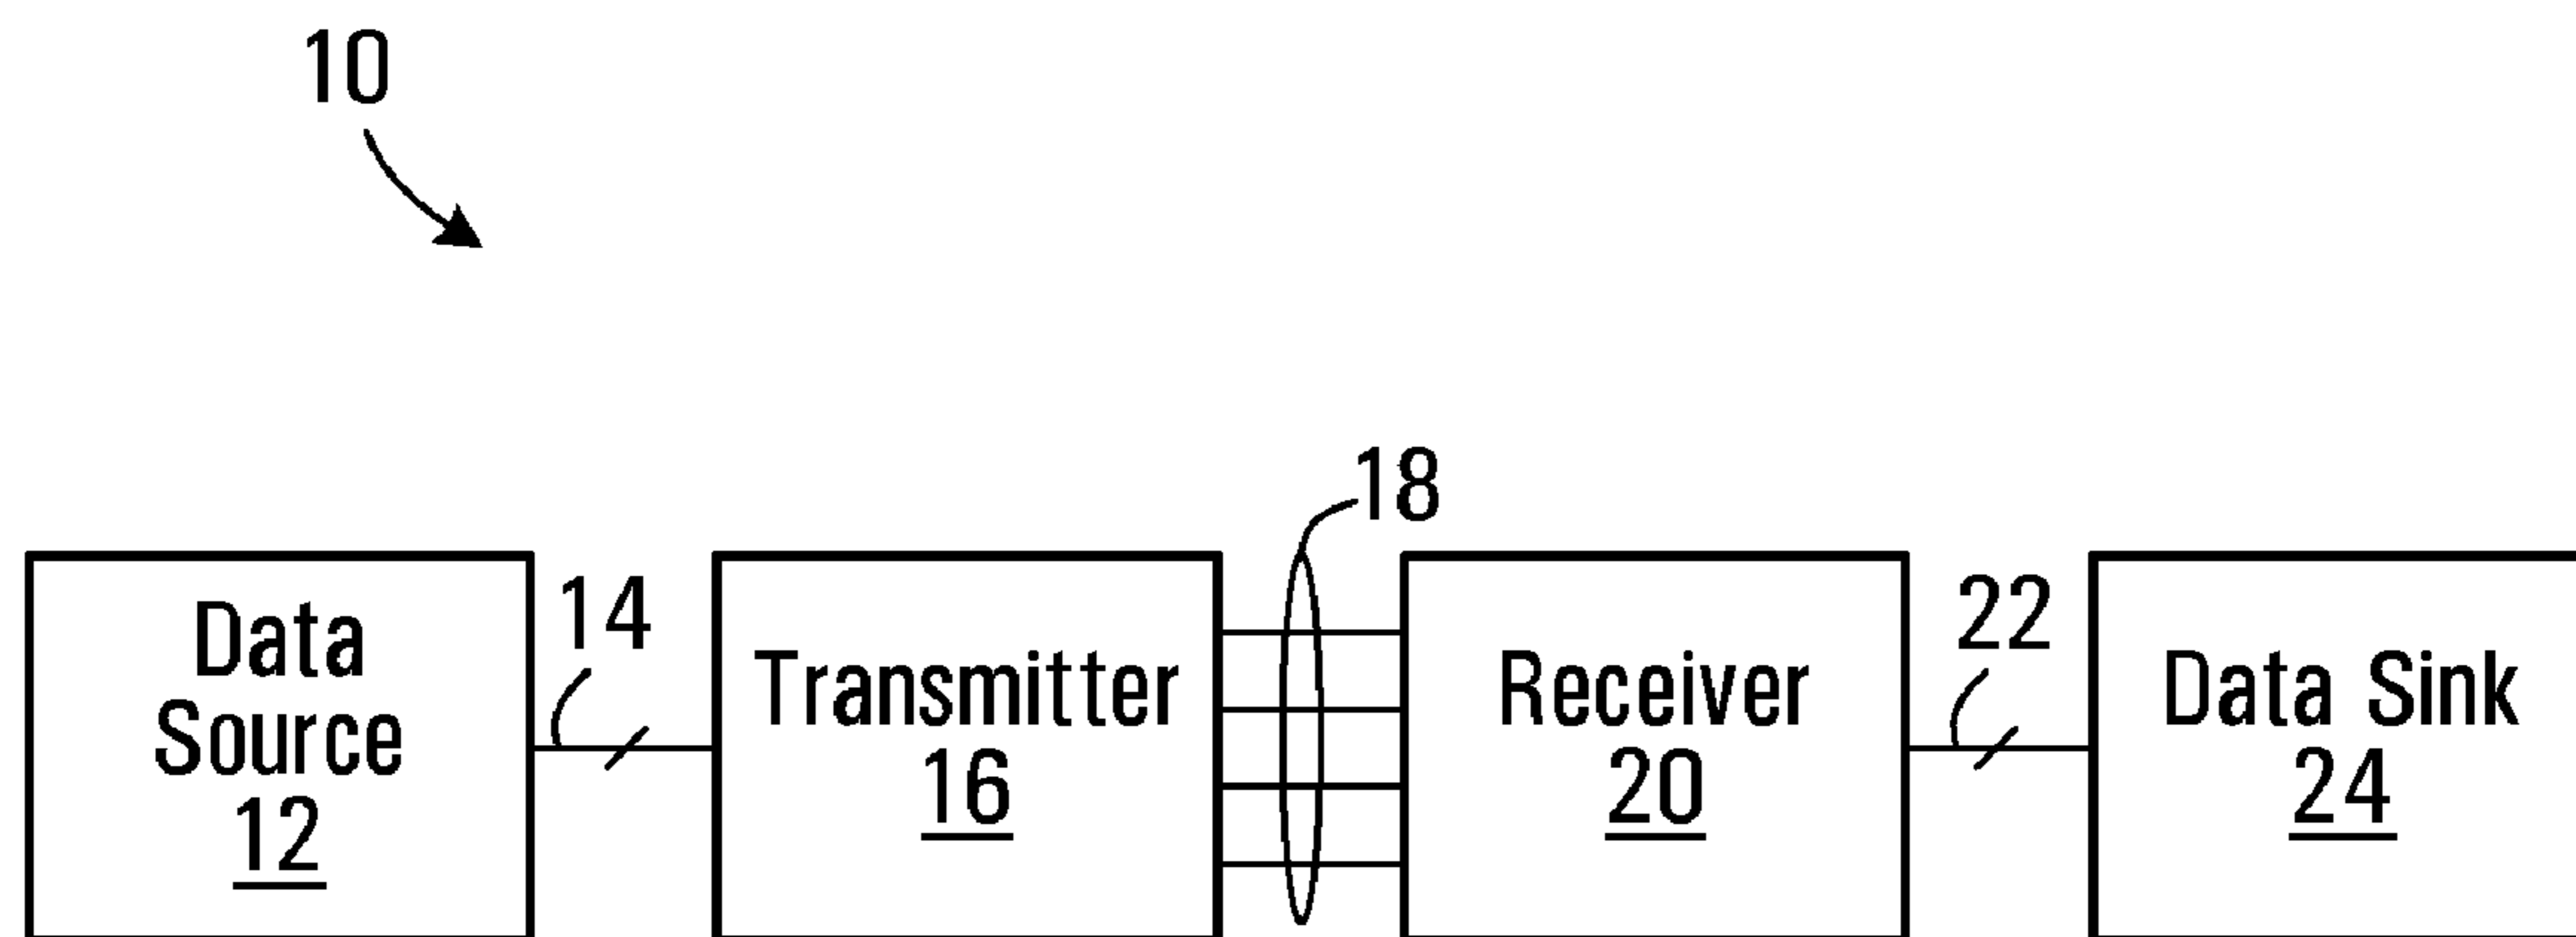 10
18
Data
Source
12
14
Transmitter
16
Receiver
20
22
Data Sink
24